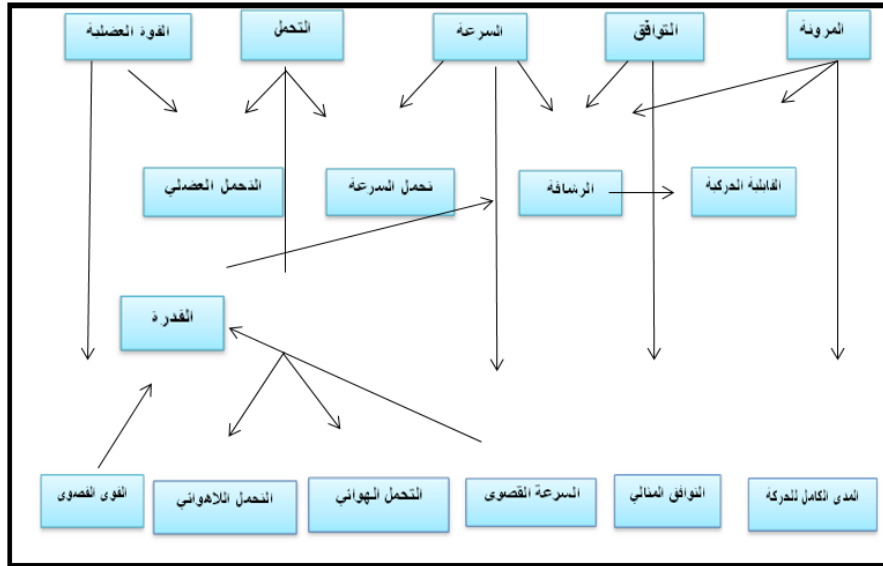 المرونة
التوافق
السرعة
التحمل
القوة العضلية
القابلية الحركية
الرشاقة
تحمل السرعة
التحمل العضلي
القدرة
المدى الكامل للحركة
التوافق المثالي
السرعة القصوى
التحمل الهوائي
التحمل اللاهوائي
القوى القصوى